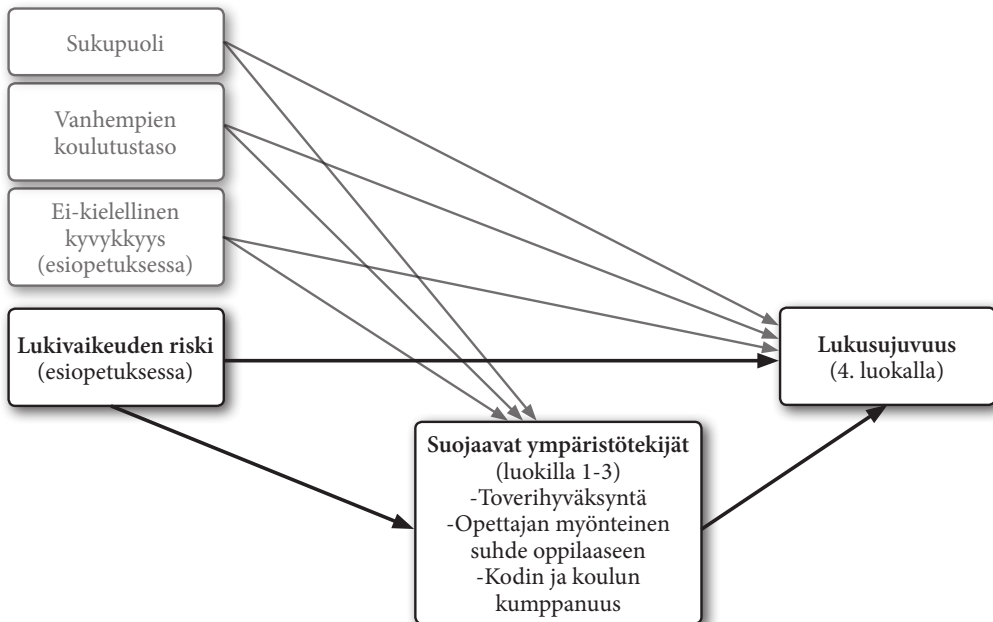 Sukupuoli
Vanhempien
koulutustaso
Ei-kielellinen
kyvykkyys
(esiopetuksessa)
Lukivaikeuden riski
(esiopetuksessa)
Lukusujuvuus
(4. luokalla)
Suojaavat ympäristötekijät
(luokilla 1-3)
-Toverihyväksyntä
-Opettajan myönteinen
suhde oppilaaseen
-Kodin ja koulun
kumppanuus